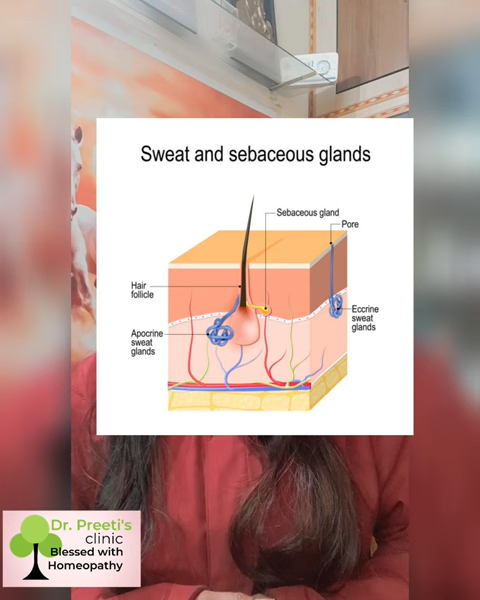 Sweat and sebaceous glands
Sebaceous gland
Pore
Hair
follicle
Eccrine
sweat
glands
Apocrine
sweat
glands
Dr. Preeti's
clinic
Blessed with
Homeopathy